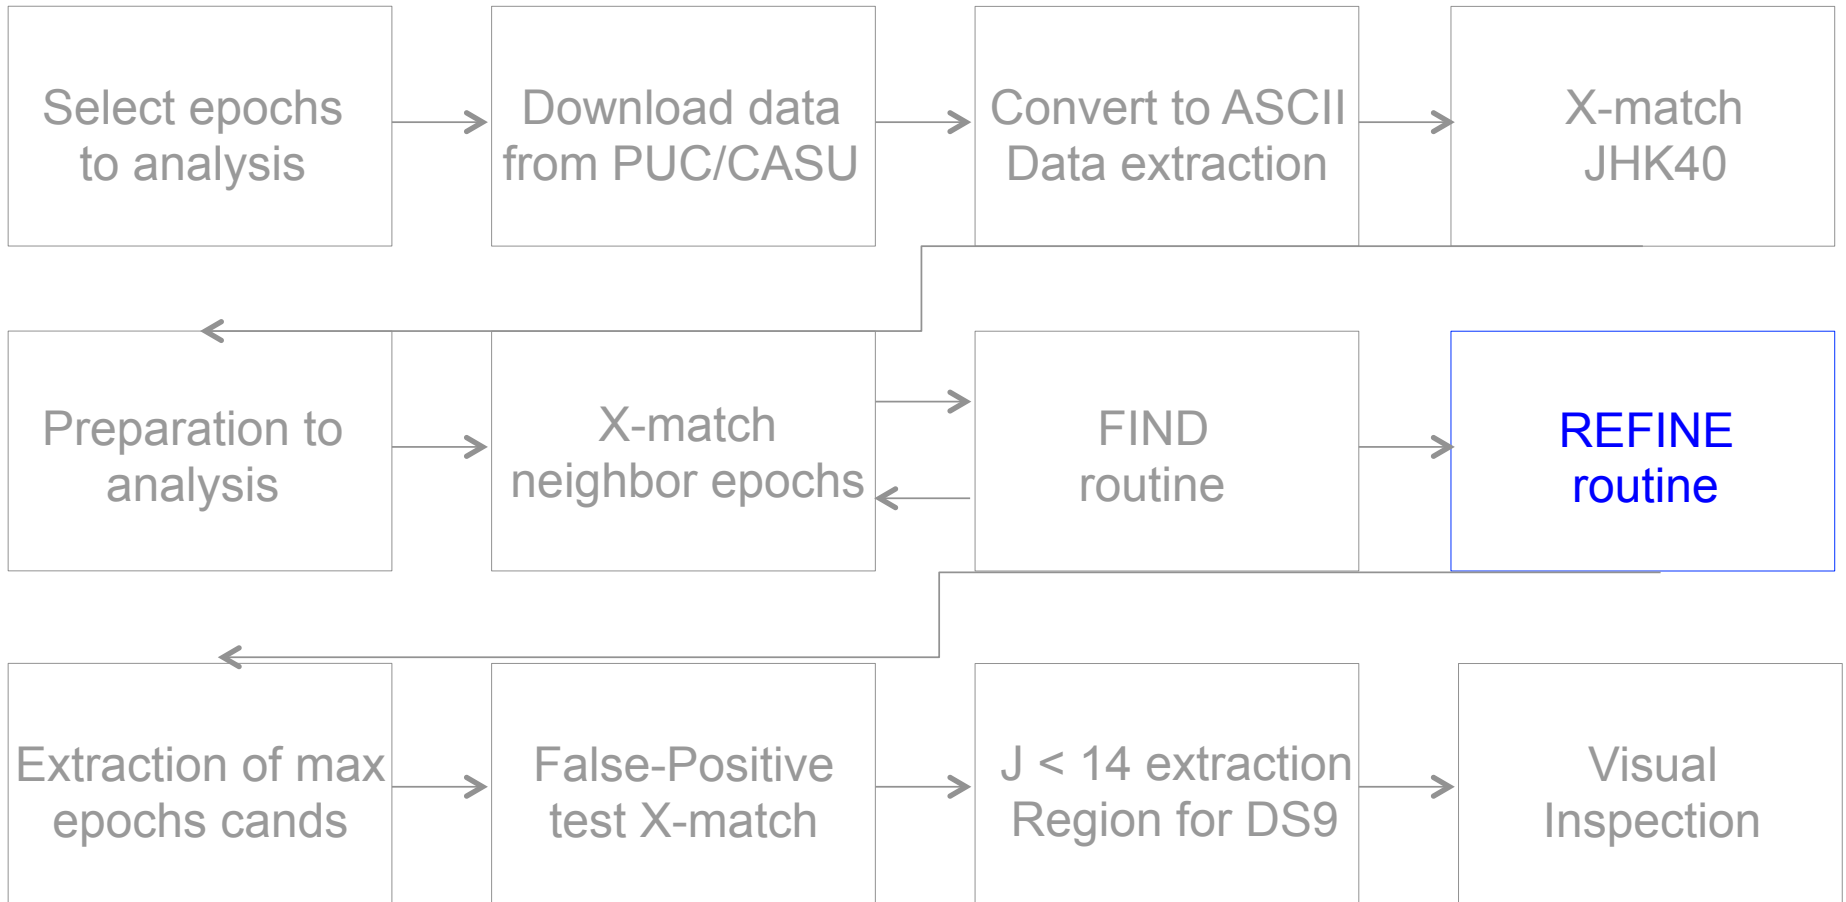 Select epochs
to analysis
Download data
from PUC/CASU
Convert to ASCII
Data extraction
X-match
JHK40
Preparation to
analysis
X-match
neighbor epochs
FIND
routine
REFINE
routine
Extraction of max
epochs cands
False-Positive
test X-match
J < 14 extraction
Region for DS9
Visual
Inspection